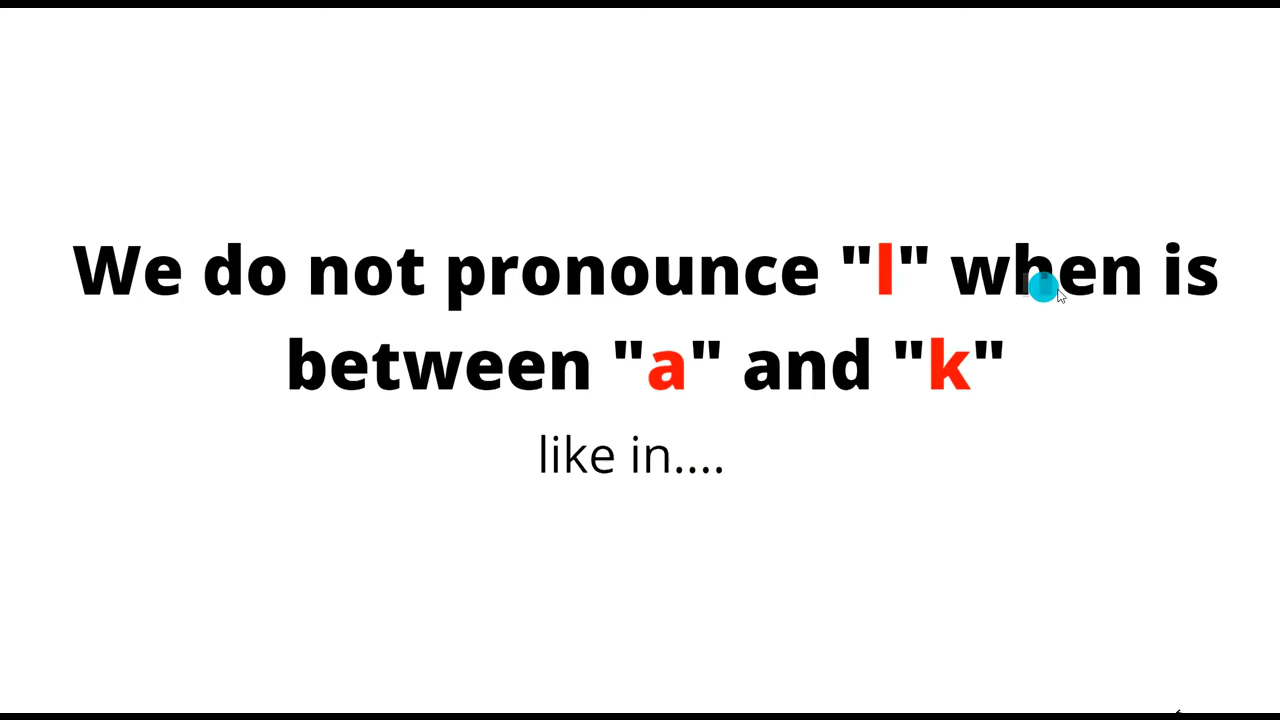 We do not pronounce "l" when is
between "a" and "k"
like in....